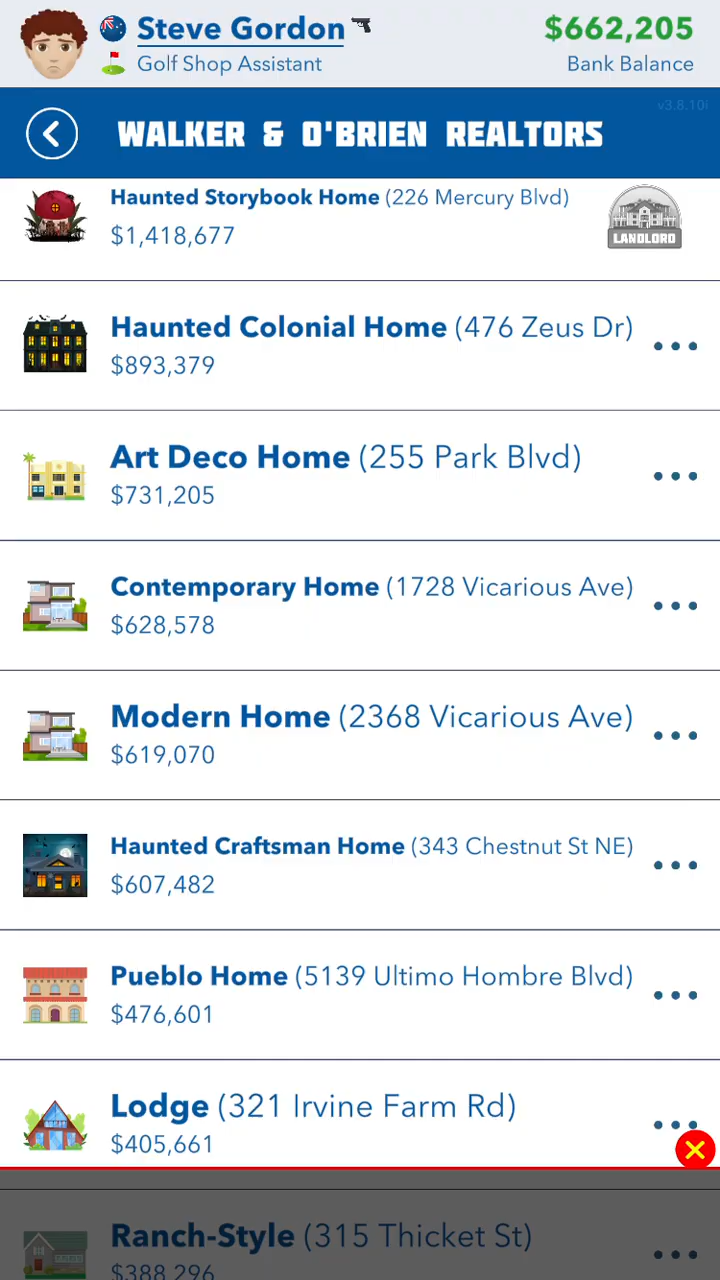 Steve Gordon
$662,205
Golf Shop Assistant
Bank Balance
v3.8.10i
WALKER & O'BRIEN REALTORS
Haunted Storybook Home (226 Mercury Blvd)
$1,418,677
LANDLORD
Haunted Colonial Home (476 Zeus Dr)
$893,379
Art Deco Home (255 Park Blvd)
$731,205
Contemporary Home (1728 Vicarious Ave)
$628,578
Modern Home (2368 Vicarious Ave)
$619,070
Haunted Craftsman Home (343 Chestnut St NE)
$607,482
Pueblo Home (5139 Ultimo Hombre Blvd)
$476,601
Lodge (321 Irvine Farm Rd)
$405,661
Ranch-Style (315 Thicket St)
$388,296